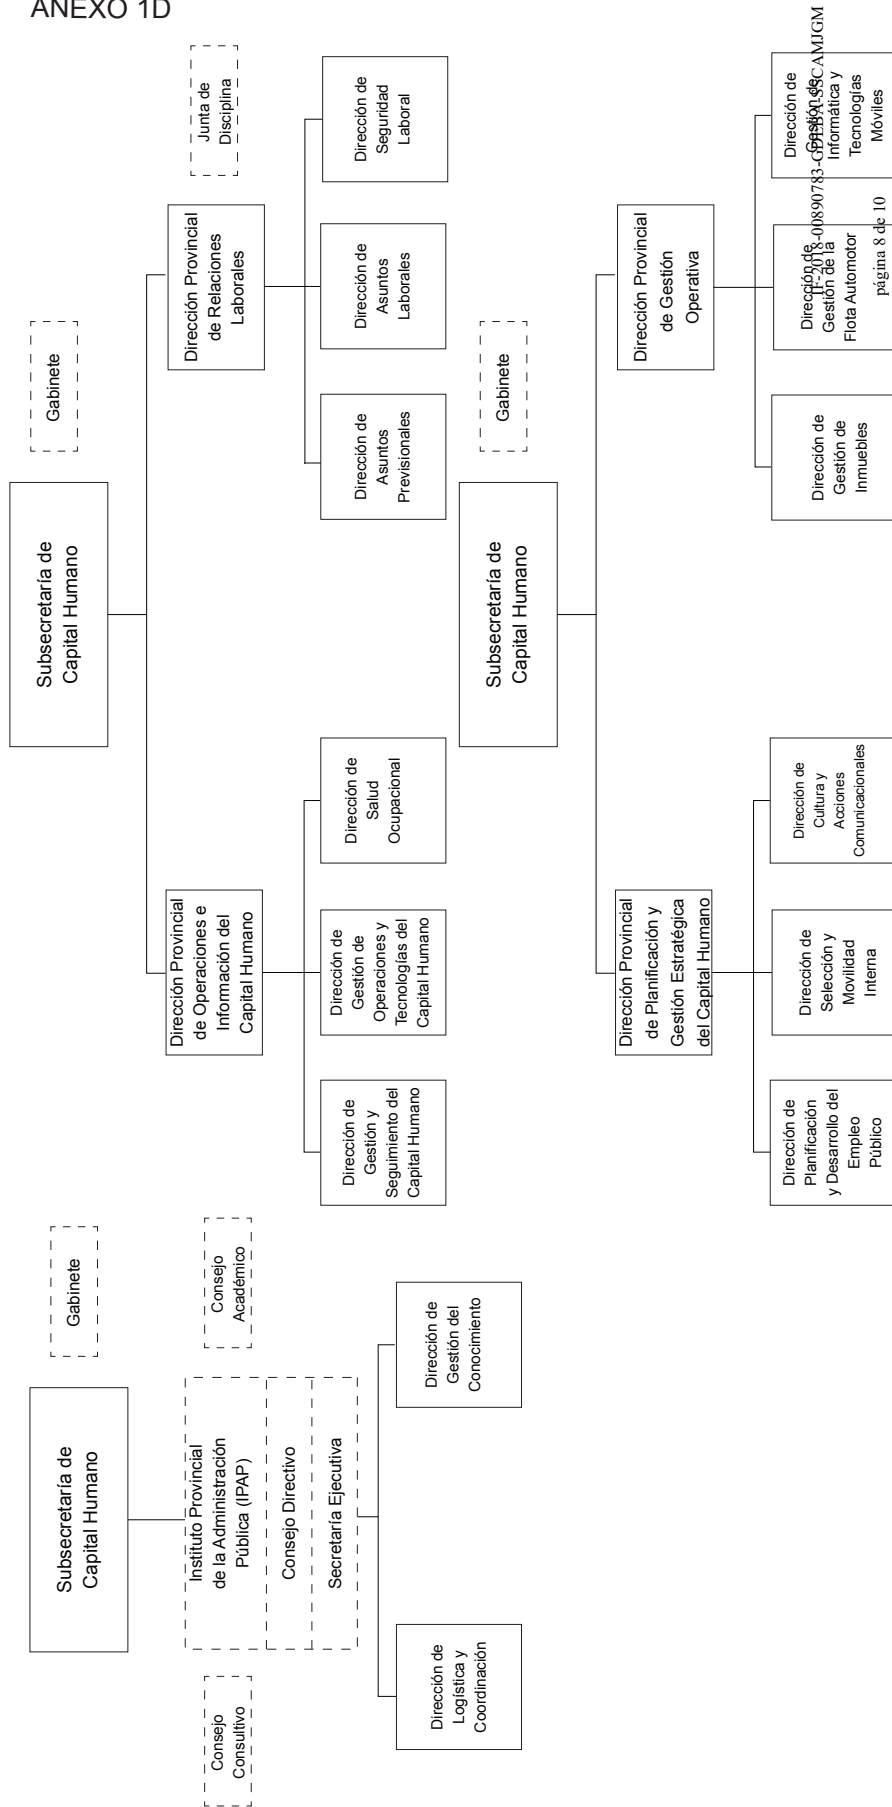 ANEXO 1D
Subsecretaría de
Capital Humano
Gabinete
Consejo
Consultivo
Instituto Provincial
de la Administración
Pública (IPAP)
Consejo Directivo
Secretaría Ejecutiva
Consejo
Académico
Dirección de
Logística y
Coordinación
Dirección de
Gestión del
Conocimiento
Subsecretaría de
Capital Humano
Gabinete
Dirección Provincial
de Operaciones e
Información del
Capital Humano
Dirección Provincial
de Relaciones
Laborales
Junta de
Disciplina
Dirección de
Gestión y
Seguimiento del
Capital Humano
Dirección de
Gestión de
Operaciones y
Tecnologías del
Capital Humano
Dirección de
Salud
Ocupacional
Dirección de
Asuntos
Previsionales
Dirección de
Asuntos
Laborales
Dirección de
Seguridad
Laboral
Subsecretaría de
Capital Humano
Gabinete
Dirección Provincial
de Planificación y
Gestión Estratégica
del Capital Humano
Dirección Provincial
de Gestión
Operativa
Dirección de
Planificación
y Desarrollo del
Empleo
Público
Dirección de
Selección y
Movilidad
Interna
Dirección de
Cultura y
Acciones
Comunicacionales
Dirección de
Gestión de
Inmuebles
Dirección de
Gestión de la
Flota Automotor
Dirección de
Gestión de
Informática y
Tecnologías
Móviles
IF-2018-00890783-GDEBA-SSCAMJGM
página 8 de 10